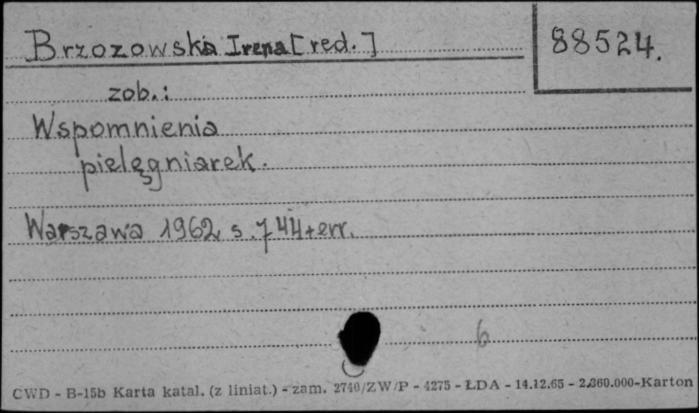 Brzozowska Irena [red.]
88524.
zob.:
Wspomnienia
pielęgniarek.
Warszawa 1962 s. 744+err.
6
CWD - B-15b Karta katal. (z liniat.) - zam. 2740/ZW/P - 4275 - ŁDA - 14.12.65 - 2.360.000-Karton